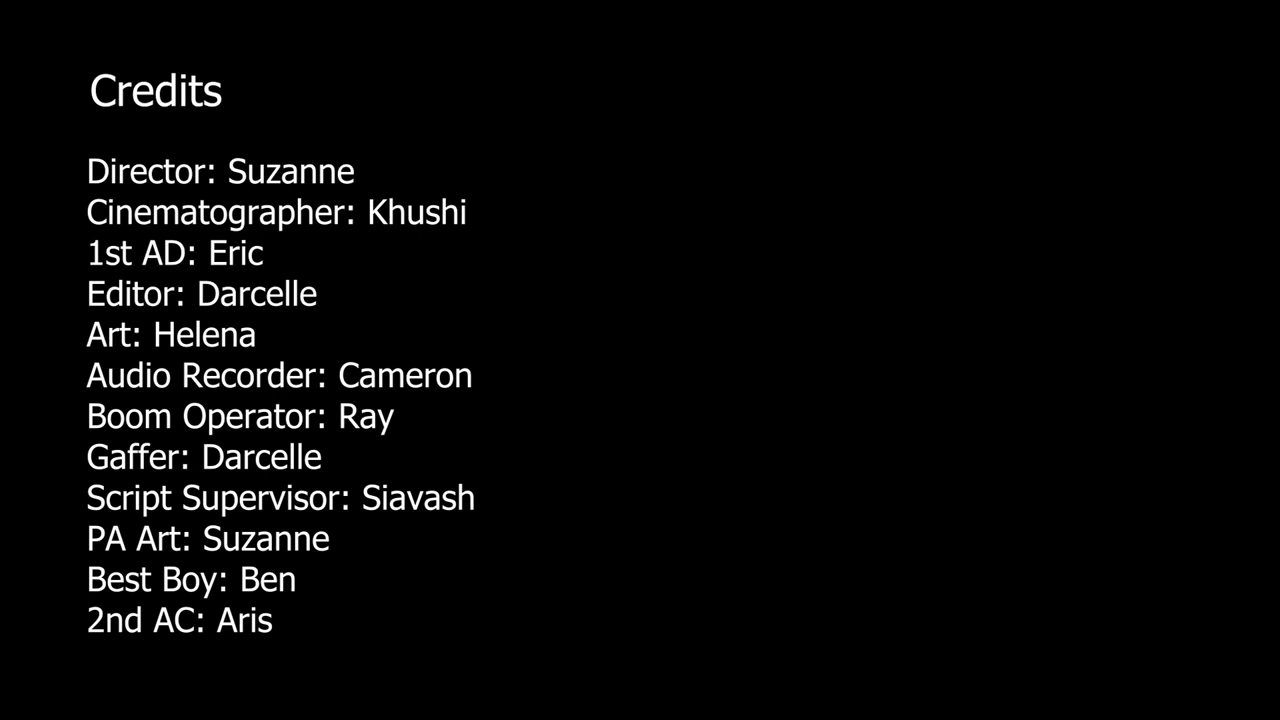 Credits
Director: Suzanne
Cinematographer: Khushi
1st AD: Eric
Editor: Darcelle
Art: Helena
Audio Recorder: Cameron
Boom Operator: Ray
Gaffer: Darcelle
Script Supervisor: Siavash
PA Art: Suzanne
Best Boy: Ben
2nd AC: Aris